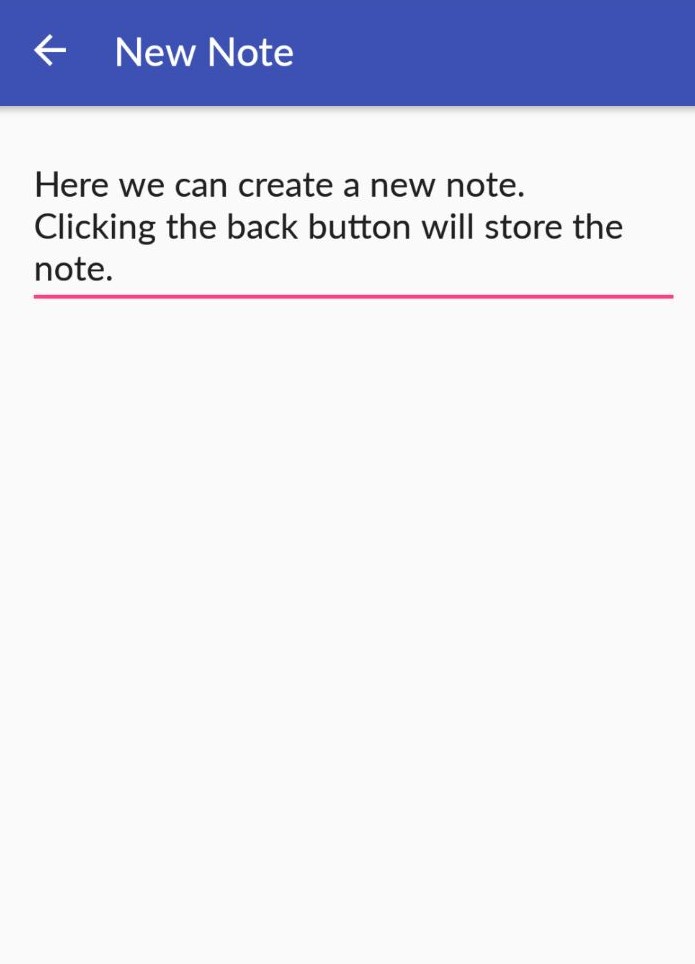 New Note
Here we can create a new note.
Clicking the back button will store the
note.